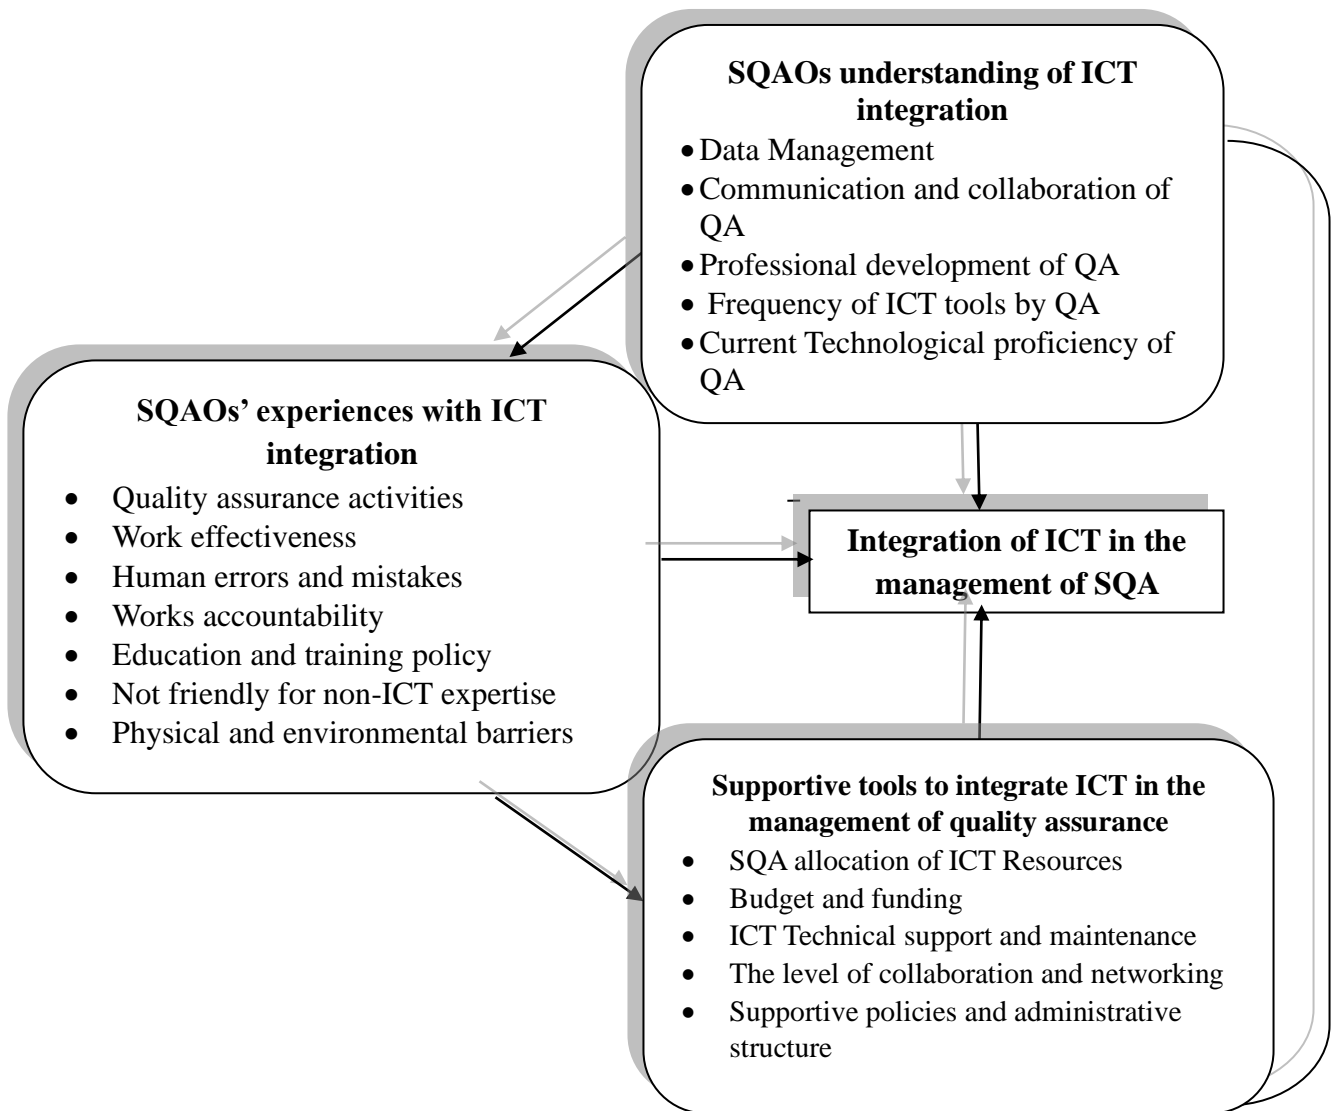 SQAOs understanding of ICT
integration
• Data Management
• Communication and collaboration of
QA
• Professional development of QA
• Frequency of ICT tools by QA
• Current Technological proficiency of
QA
SQAOs’ experiences with ICT
integration
• Quality assurance activities
• Work effectiveness
• Human errors and mistakes
• Works accountability
• Education and training policy
• Not friendly for non-ICT expertise
• Physical and environmental barriers
Integration of ICT in the
management of SQA
Supportive tools to integrate ICT in the
management of quality assurance
• SQA allocation of ICT Resources
• Budget and funding
• ICT Technical support and maintenance
• The level of collaboration and networking
• Supportive policies and administrative
structure